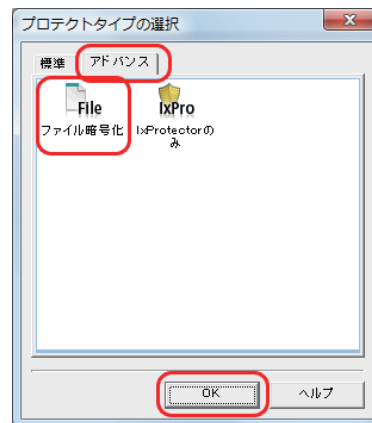 プロテクトタイプの選択
標準 アドバンス
File
ファイル暗号化
IxPro
IxProtectorの
み
OK ヘルプ